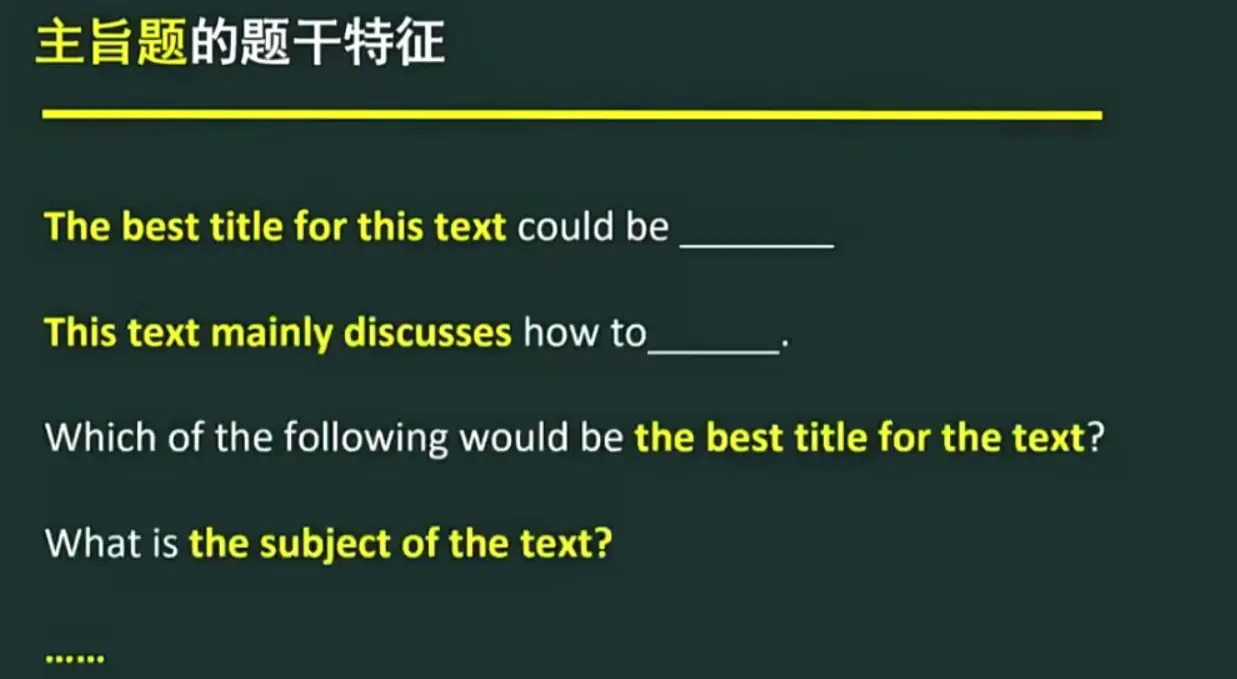 主旨题的题干特征
The best title for this text could be ________
This text mainly discusses how to_______.
Which of the following would be the best title for the text?
What is the subject of the text?
……